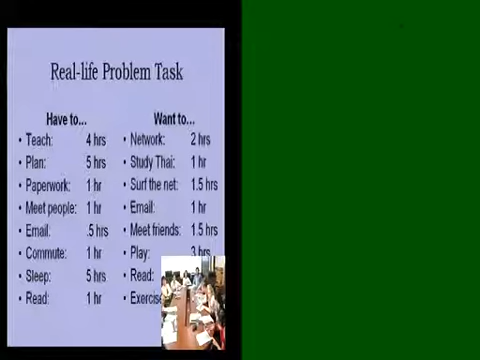 Real-life Problem Task
Have to...
• Teach: 4 hrs
• Plan: 5 hrs
• Paperwork: 1 hr
• Meet people: 1 hr
• Email: .5 hrs
• Commute: 1 hr
• Sleep: 5 hrs
• Read: 1 hr
Want to...
• Network: 2 hrs
• Study Thai: 1 hr
• Surf the net: 1.5 hrs
• Email: 1 hr
• Meet friends: 1.5 hrs
• Play: 3 hrs
• Read: